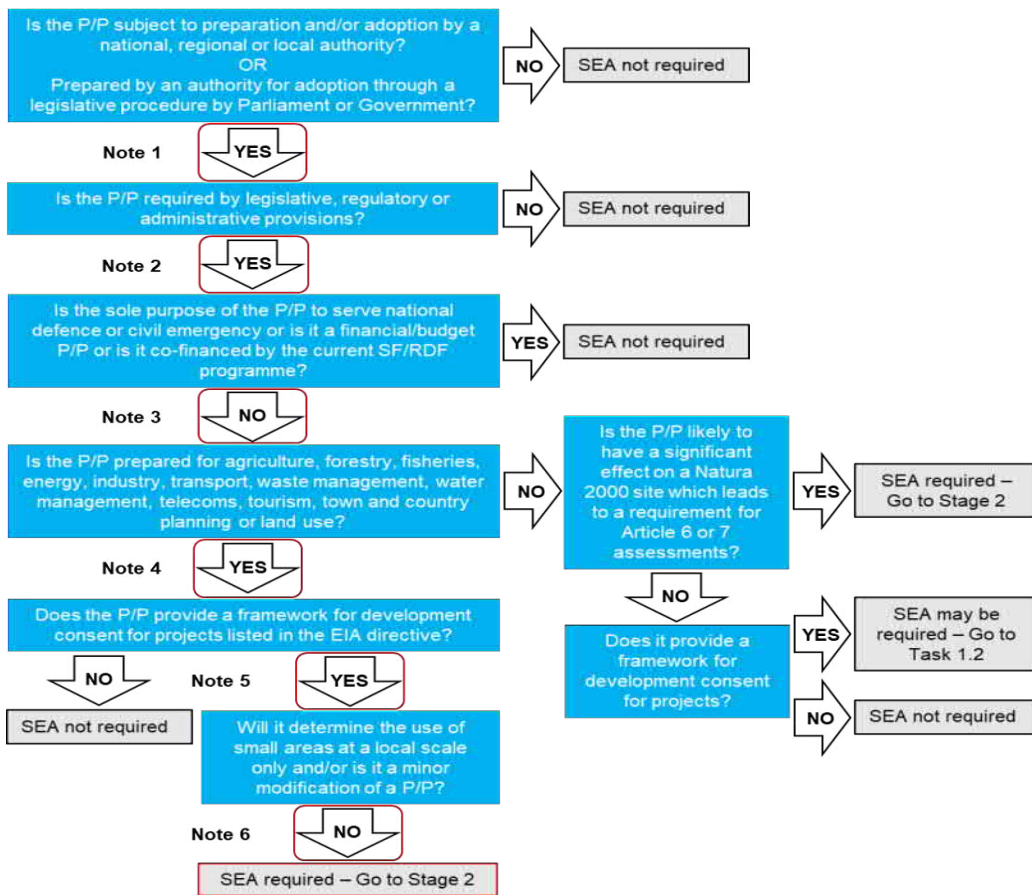 Is the P/P subject to preparation and/or adoption by a
national, regional or local authority?
OR
Prepared by an authority for adoption through a
legislative procedure by Parliament or Government?
NO
SEA not required
Note 1
YES
Is the P/P required by legislative, regulatory or
administrative provisions?
NO
SEA not required
Note 2
YES
Is the sole purpose of the P/P to serve national
defence or civil emergency or is it a financial/budget
P/P or is it co-financed by the current SF/RDF
programme?
YES
SEA not required
Note 3
NO
Is the P/P prepared for agriculture, forestry, fisheries,
energy, industry, transport, waste management, water
management, telecoms, tourism, town and country
planning or land use?
NO
Is the P/P likely to
have a significant
effect on a Natura
2000 site which leads
to a requirement for
Article 6 or 7
assessments?
YES
SEA required –
Go to Stage 2
Note 4
YES
NO
Does the P/P provide a framework for development
consent for projects listed in the EIA directive?
Does it provide a
framework for
development consent
for projects?
YES
SEA may be
required – Go to
Task 1.2
NO
SEA not required
NO
SEA not required
Note 5
YES
Will it determine the use of
small areas at a local scale
only and/or is it a minor
modification of a P/P?
Note 6
NO
SEA required – Go to Stage 2